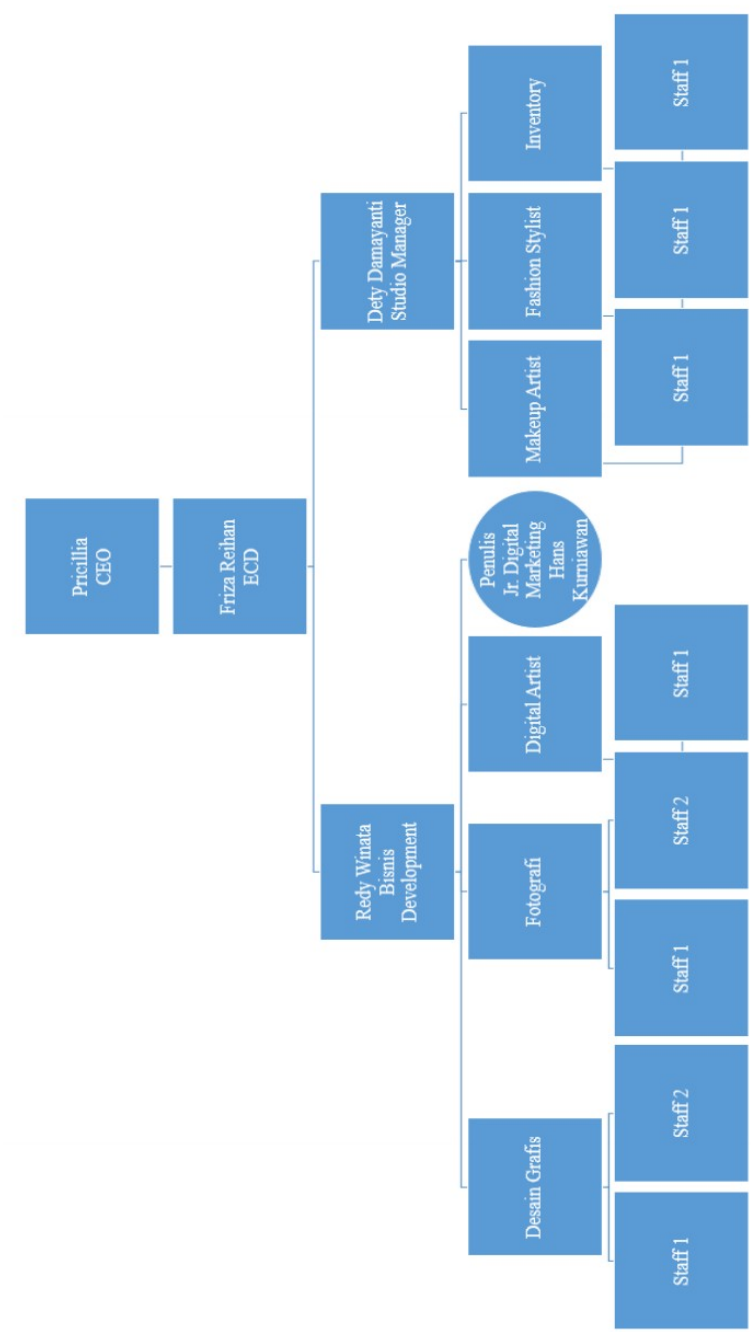 Pricillia
CEO
Friza Reihan
ECD
Redy Winata
Bisnis
Development
Dety Damayanti
Studio Manager
Desain Grafis
Fotografi
Digital Artist
Penulis
Jr. Digital
Marketing
Hans
Kurniawan
Makeup Artist
Fashion Stylist
Inventory
Staff 1
Staff 2
Staff 1
Staff 2
Staff 1
Staff 1
Staff 1
Staff 1